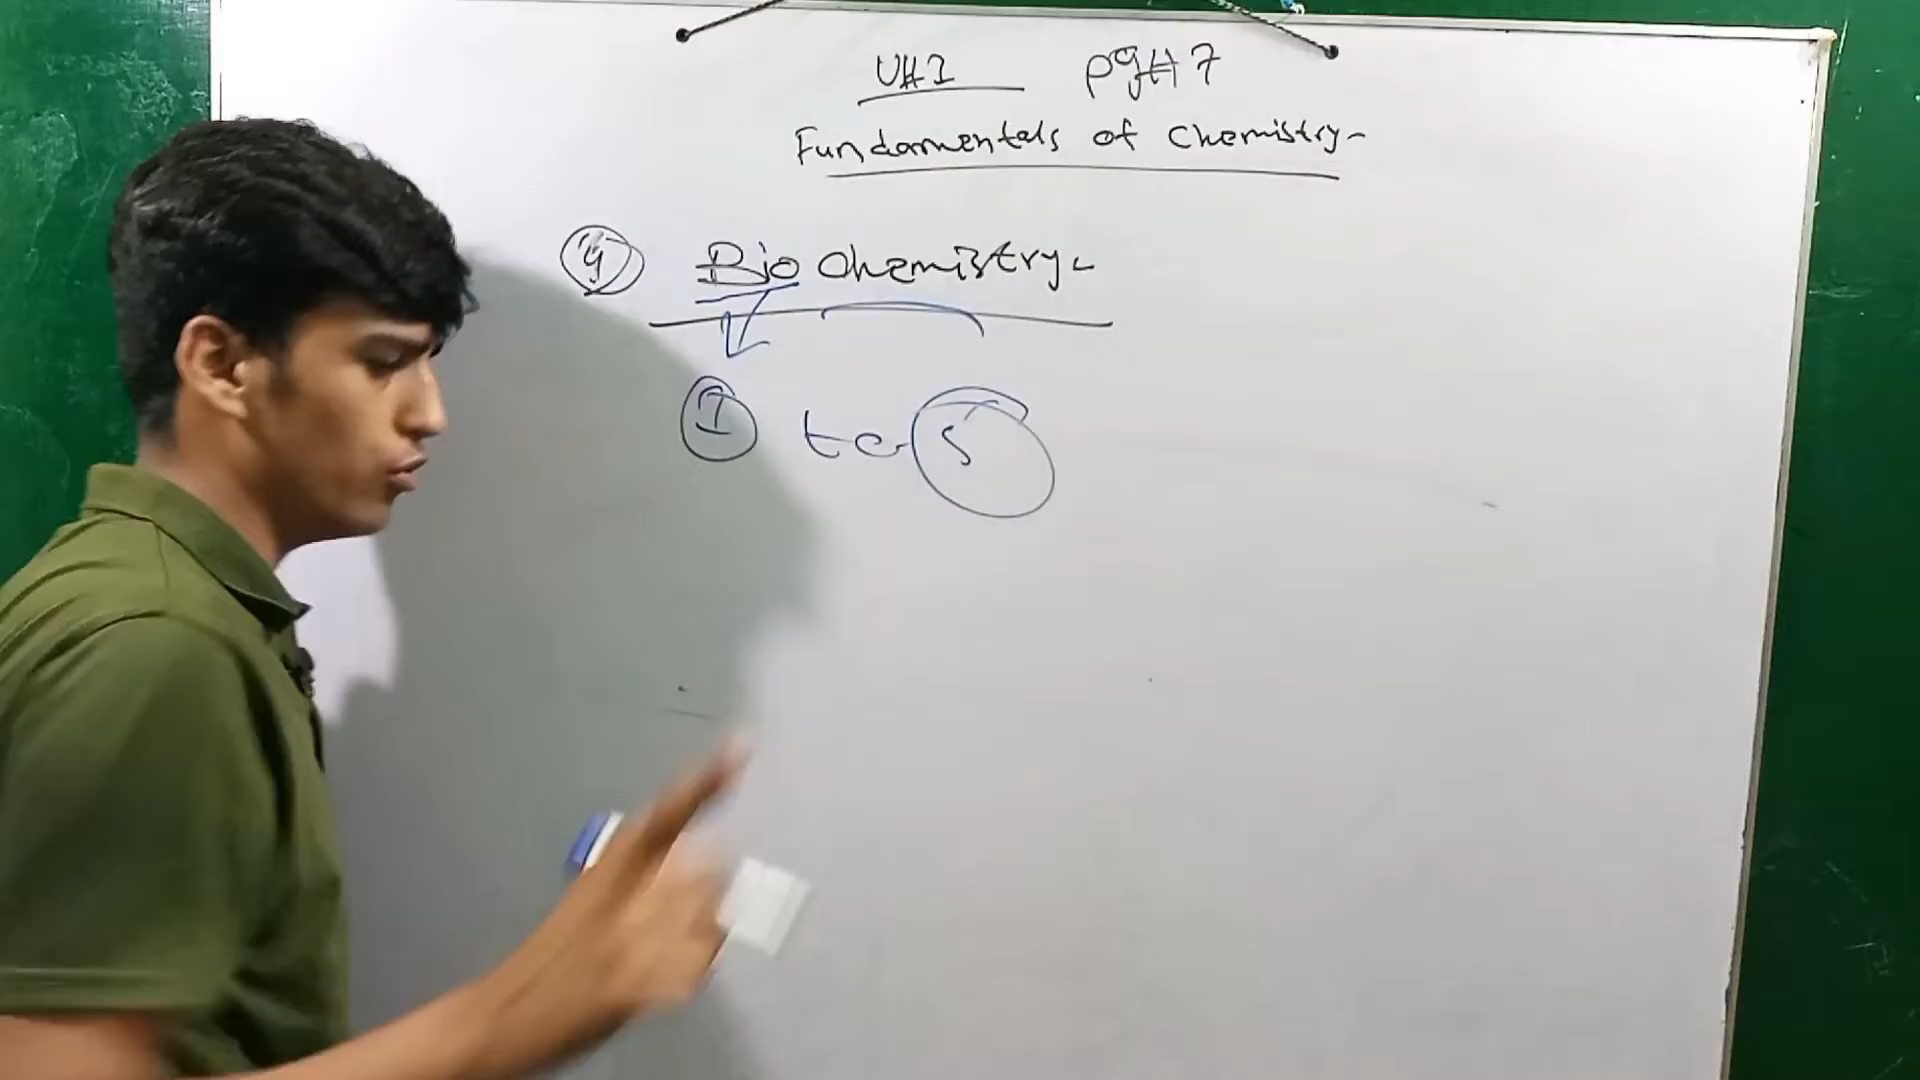 U#1 pg#7
Fundamentals of Chemistry-
④ Bio chemistry-
① to 5